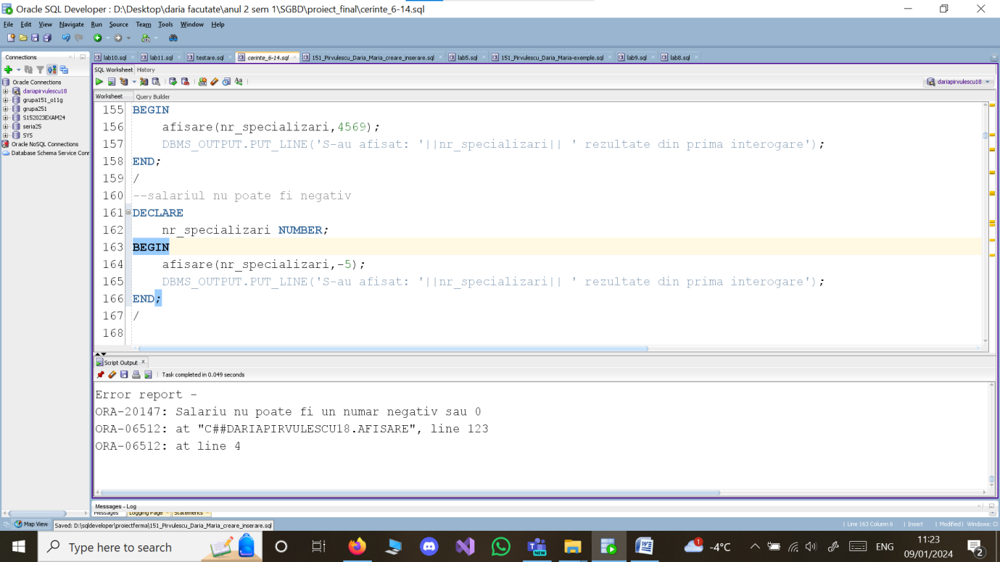 Oracle SQL Developer : D:\Desktop\daria facutate\anul 2 sem 1\SGBD\proiect_final\cerinte_6-14.sql
File Edit View Navigate Run Source Team Tools Window Help
Connections
Oracle Connections
dariapirvulescu18
grupa151_o11g
grupa251
S152023EXAM24
seria25
SYS
Oracle NoSQL Connections
Database Schema Service Conr
lab10.sql lab11.sql testare.sql cerinte_6-14.sql 151_Pirvulescu_Daria_Maria_creare_inserare.sql lab5.sql 151_Pirvulescu_Daria_Maria-exemple.sql lab9.sql lab8.sql
SQL Worksheet History
dariapirvulescu18
Worksheet Query Builder
155 BEGIN
156 afisare(nr_specializari,4569);
157 DBMS_OUTPUT.PUT_LINE('S-au afisat: '||nr_specializari|| ' rezultate din prima interogare');
158 END;
159 /
160 --salariul nu poate fi negativ
161 DECLARE
162 nr_specializari NUMBER;
163 BEGIN
164 afisare(nr_specializari,-5);
165 DBMS_OUTPUT.PUT_LINE('S-au afisat: '||nr_specializari|| ' rezultate din prima interogare');
166 END;
167 /
168
Script Output x
Task completed in 0.049 seconds
Error report -
ORA-20147: Salariu nu poate fi un numar negativ sau 0
ORA-06512: at "C##DARIAPIRVULESCU18.AFISARE", line 123
ORA-06512: at line 4
Messages - Log
Messages Logging Page Statements
Map View
Saved: D:\sqldeveloper\proiectferma\151_Pirvulescu_Daria_Maria_creare_inserare.sql
Line 163 Column 6 Insert Modified Windows: C
Type here to search
NEW
1
-4°C
ENG
11:23
09/01/2024
2